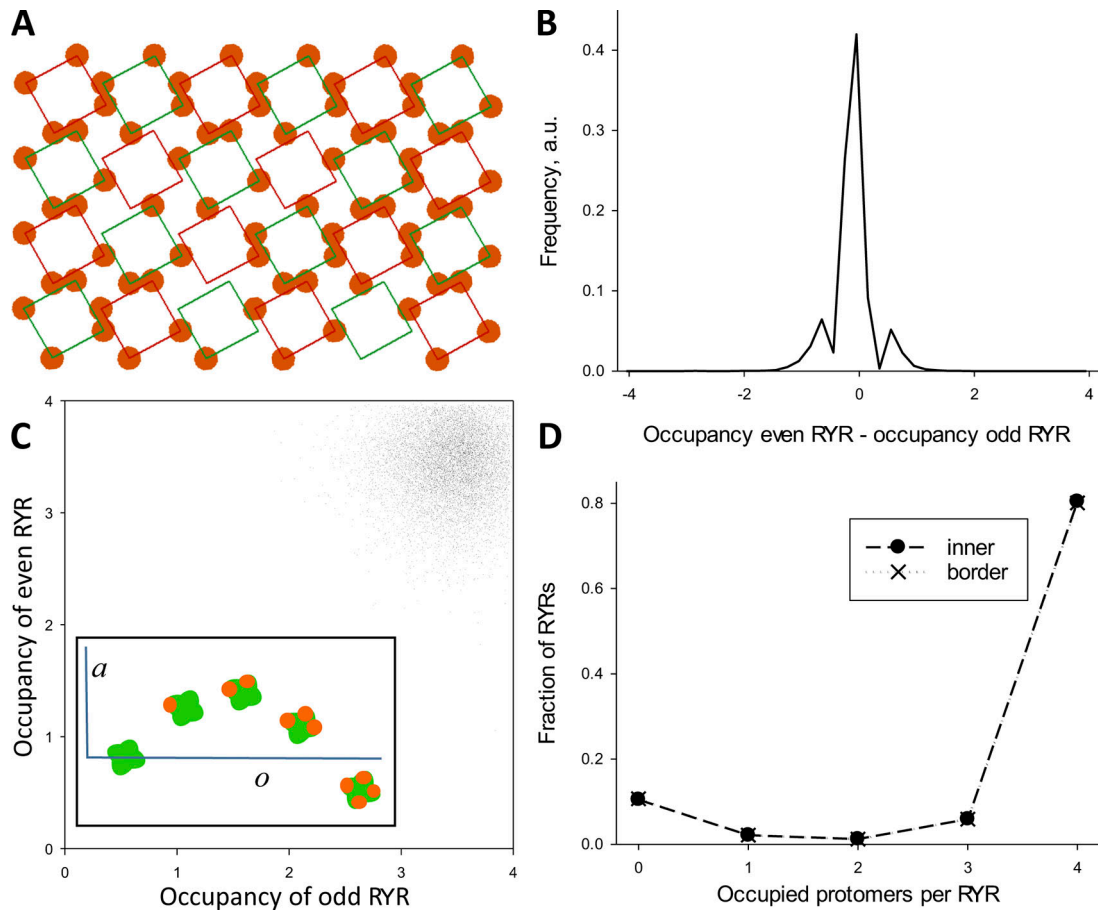 A
B
0.4
0.3
0.2
0.1
0.0
Frequency, a.u.
-4
-2
0
2
4
Occupancy even RYR - occupancy odd RYR
C
4
3
2
1
0
Occupancy of even RYR
a
o
0
1
2
3
4
Occupancy of odd RYR
D
0.8
0.6
0.4
0.2
0.0
Fraction of RYRs
inner
border
0
1
2
3
4
Occupied protomers per RYR